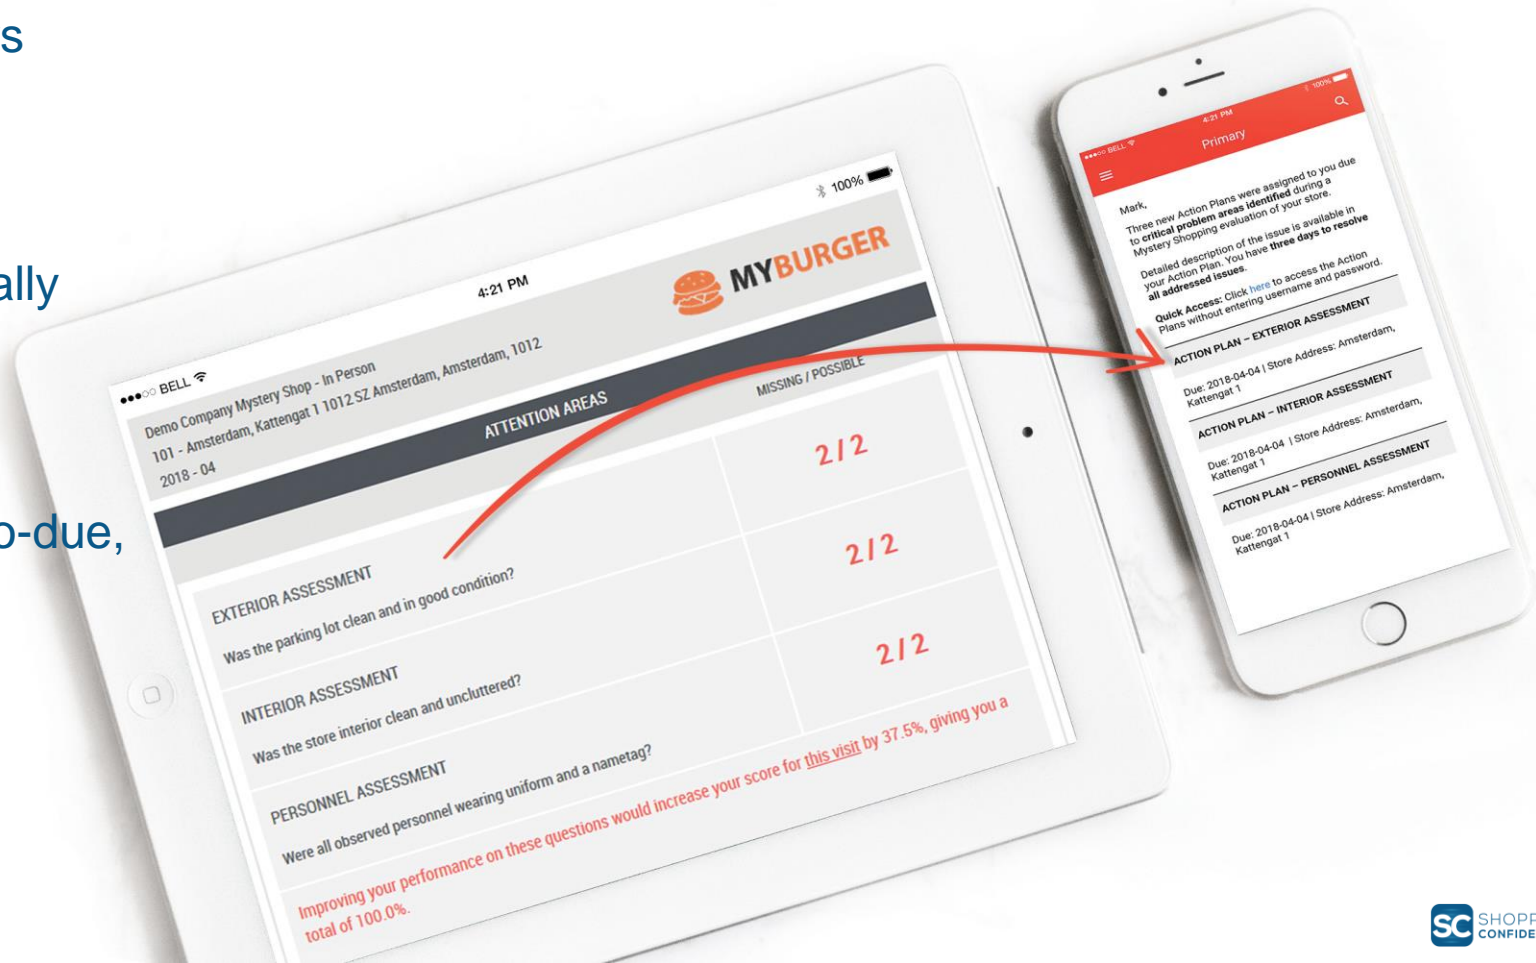 s
ally
o-due,
●●●○○ BELL
4:21 PM
100%
Demo Company Mystery Shop - In Person
101 - Amsterdam, Kattengat 1 1012 SZ Amsterdam, Amsterdam, 1012
2018 - 04
MYBURGER
ATTENTION AREAS
MISSING / POSSIBLE
EXTERIOR ASSESSMENT
Was the parking lot clean and in good condition?
2 / 2
INTERIOR ASSESSMENT
Was the store interior clean and uncluttered?
2 / 2
PERSONNEL ASSESSMENT
Were all observed personnel wearing uniform and a nametag?
2 / 2
Improving your performance on these questions would increase your score for this visit by 37.5%, giving you a
total of 100.0%.
●●●○○ BELL
4:21 PM
100%
Primary
Mark,
Three new Action Plans were assigned to you due
to critical problem areas identified during a
Mystery Shopping evaluation of your store.
Detailed description of the issue is available in
your Action Plan. You have three days to resolve
all addressed issues.
Quick Access: Click here to access the Action
Plans without entering username and password.
ACTION PLAN – EXTERIOR ASSESSMENT
Due: 2018-04-04 | Store Address: Amsterdam,
Kattengat 1
ACTION PLAN – INTERIOR ASSESSMENT
Due: 2018-04-04 | Store Address: Amsterdam,
Kattengat 1
ACTION PLAN – PERSONNEL ASSESSMENT
Due: 2018-04-04 | Store Address: Amsterdam,
Kattengat 1
SC
SHOPP
CONFIDE